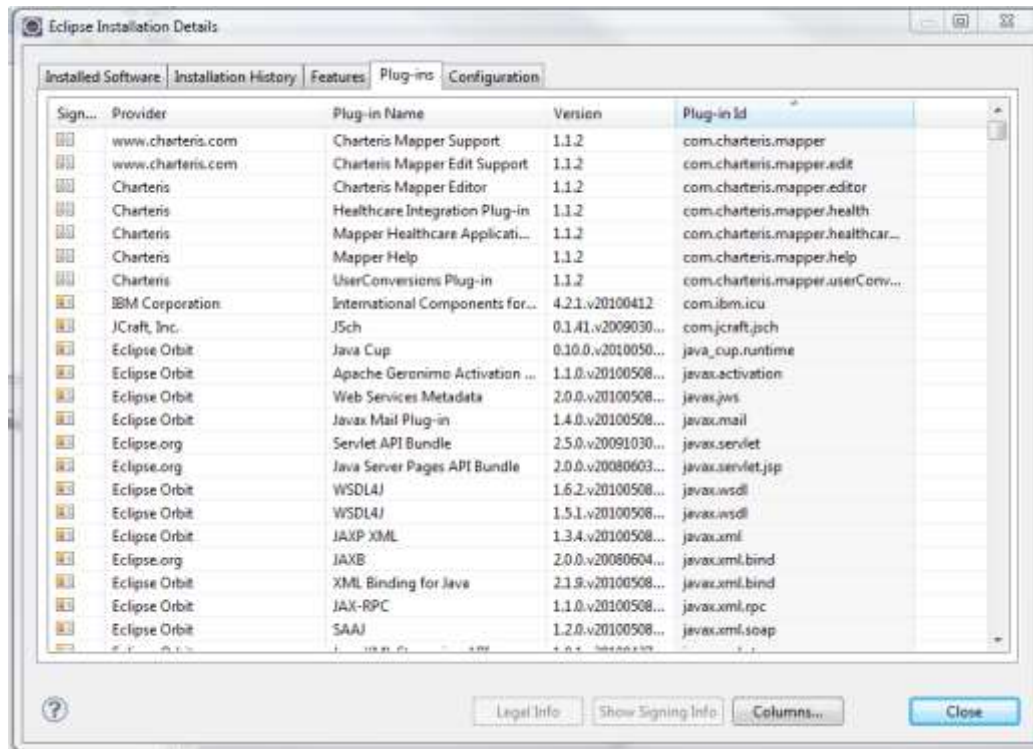 Eclipse Installation Details
Installed Software Installation History Features Plug-ins Configuration
Sign... Provider Plug-in Name Version Plug-in Id
www.charteris.com Charteris Mapper Support 1.1.2 com.charteris.mapper
www.charteris.com Charteris Mapper Edit Support 1.1.2 com.charteris.mapper.edit
Charteris Charteris Mapper Editor 1.1.2 com.charteris.mapper.editor
Charteris Healthcare Integration Plug-in 1.1.2 com.charteris.mapper.health
Charteris Mapper Healthcare Applicati... 1.1.2 com.charteris.mapper.healthcar...
Charteris Mapper Help 1.1.2 com.charteris.mapper.help
Charteris UserConversions Plug-in 1.1.2 com.charteris.mapper.userConv...
IBM Corporation International Components for... 4.2.1.v20100412 com.ibm.icu
JCraft, Inc. JSch 0.1.41.v2009030... com.jcraft.jsch
Eclipse Orbit Java Cup 0.10.0.v2010050... java_cup.runtime
Eclipse Orbit Apache Geronimo Activation ... 1.1.0.v20100508... javax.activation
Eclipse Orbit Web Services Metadata 2.0.0.v20100508... javax.jws
Eclipse Orbit Javax Mail Plug-in 1.4.0.v20100508... javax.mail
Eclipse.org Servlet API Bundle 2.5.0.v20091030... javax.servlet
Eclipse.org Java Server Pages API Bundle 2.0.0.v20080603... javax.servlet.jsp
Eclipse Orbit WSDL4J 1.6.2.v20100508... javax.wsdl
Eclipse Orbit WSDL4J 1.5.1.v20100508... javax.wsdl
Eclipse Orbit JAXP XML 1.3.4.v20100508... javax.xml
Eclipse.org JAXB 2.0.0.v20080604... javax.xml.bind
Eclipse Orbit XML Binding for Java 2.1.9.v20100508... javax.xml.bind
Eclipse Orbit JAX-RPC 1.1.0.v20100508... javax.xml.rpc
Eclipse Orbit SAAJ 1.2.0.v20100508... javax.xml.soap
? Legal Info Show Signing Info Columns... Close